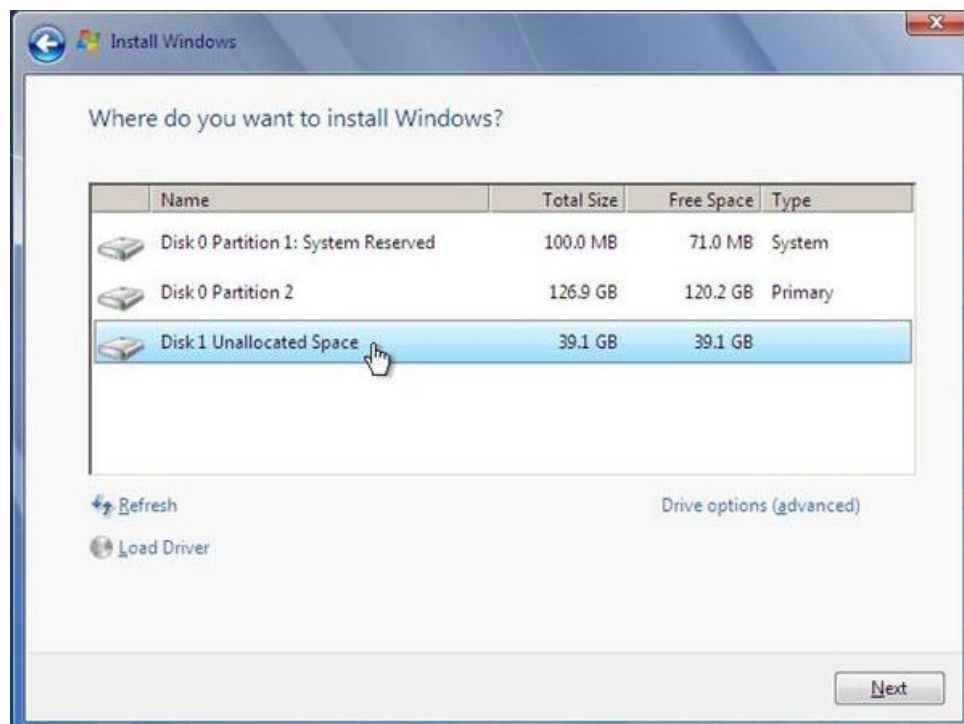 Install Windows
Where do you want to install Windows?
Name Total Size Free Space Type
Disk 0 Partition 1: System Reserved 100.0 MB 71.0 MB System
Disk 0 Partition 2 126.9 GB 120.2 GB Primary
Disk 1 Unallocated Space 39.1 GB 39.1 GB
Refresh Drive options (advanced)
Load Driver
Next